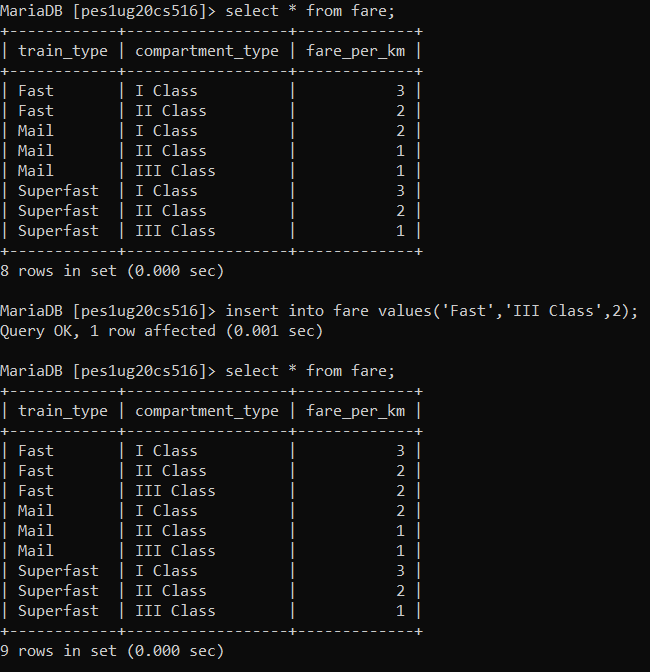 MariaDB [pes1ug20cs516]> select * from fare;
+------------+------------------+-------------+
| train_type | compartment_type | fare_per_km |
+------------+------------------+-------------+
| Fast       | I Class          |           3 |
| Fast       | II Class         |           2 |
| Mail       | I Class          |           2 |
| Mail       | II Class         |           1 |
| Mail       | III Class        |           1 |
| Superfast  | I Class          |           3 |
| Superfast  | II Class         |           2 |
| Superfast  | III Class        |           1 |
+------------+------------------+-------------+
8 rows in set (0.000 sec)

MariaDB [pes1ug20cs516]> insert into fare values('Fast','III Class',2);
Query OK, 1 row affected (0.001 sec)

MariaDB [pes1ug20cs516]> select * from fare;
+------------+------------------+-------------+
| train_type | compartment_type | fare_per_km |
+------------+------------------+-------------+
| Fast       | I Class          |           3 |
| Fast       | II Class         |           2 |
| Fast       | III Class        |           2 |
| Mail       | I Class          |           2 |
| Mail       | II Class         |           1 |
| Mail       | III Class        |           1 |
| Superfast  | I Class          |           3 |
| Superfast  | II Class         |           2 |
| Superfast  | III Class        |           1 |
+------------+------------------+-------------+
9 rows in set (0.000 sec)